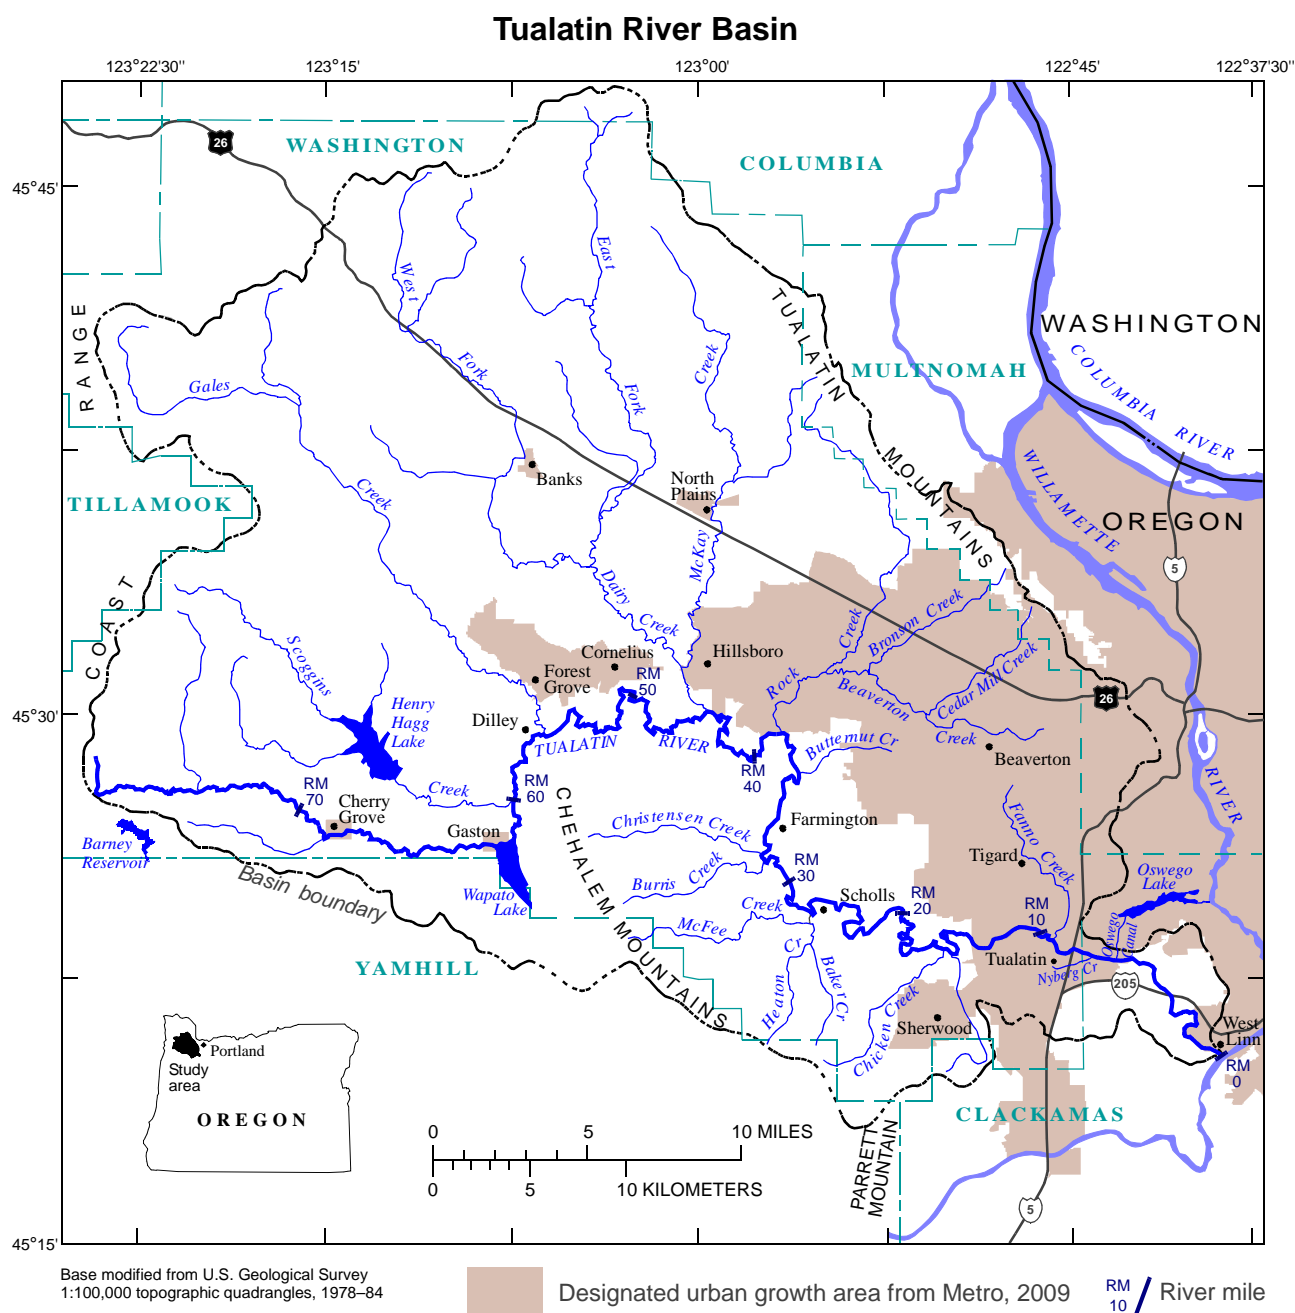 Tualatin River Basin
123°22'30"
123°15'
123°00'
122°45'
122°37'30"
45°45'
45°30'
45°15'
26
WASHINGTON
COLUMBIA
West
East
Fork
Fork
Creek
TUALATIN
MOUNTAINS
WASHINGTON
COLUMBIA
RIVER
MULTNOMAH
RANGE
COAST
Gales
Creek
TILLAMOOK
Banks
North
Plains
WILLAMETTE
OREGON
5
McKay
Dairy
Creek
Scoggins
Henry
Hagg
Lake
Creek
Cornelius
Forest
Grove
Hillsboro
RM
50
Rock
Creek
Bronson Creek
Beaverton
Creek
Cedar Mill Creek
26
Dilley
TUALATIN
RIVER
Butternut Cr
Beaverton
RIVER
RM
40
RM
60
RM
70
Cherry
Grove
Gaston
Barney
Reservoir
Basin boundary
Wapato
Lake
CHEHALEM MOUNTAINS
Christensen Creek
Burris
Creek
McFee
Creek
Farmington
RM
30
Scholls
RM
20
Fanno Creek
Tigard
RM
10
Oswego
Lake
Oswego
Canal
Tualatin
Nyberg Cr
205
Heaton
Cr
Baker Cr
Chicken Creek
Sherwood
West
Linn
RM
0
YAMHILL
CLACKAMAS
PARRETT
MOUNTAIN
5
Portland
Study
area
OREGON
0
5
10 MILES
0
5
10 KILOMETERS
Base modified from U.S. Geological Survey
1:100,000 topographic quadrangles, 1978–84
Designated urban growth area from Metro, 2009
RM
10
River mile